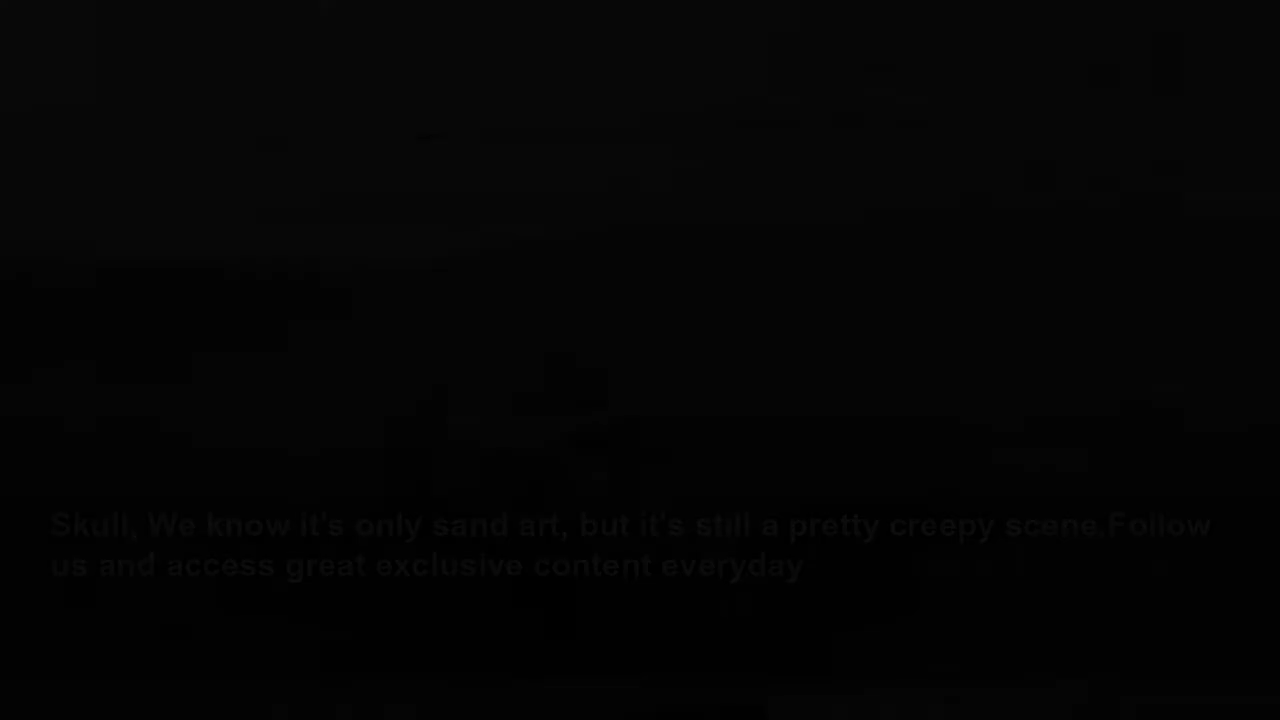 Skull, We know it's only sand art, but it's still a pretty creepy scene.Follow
us and access great exclusive content everyday